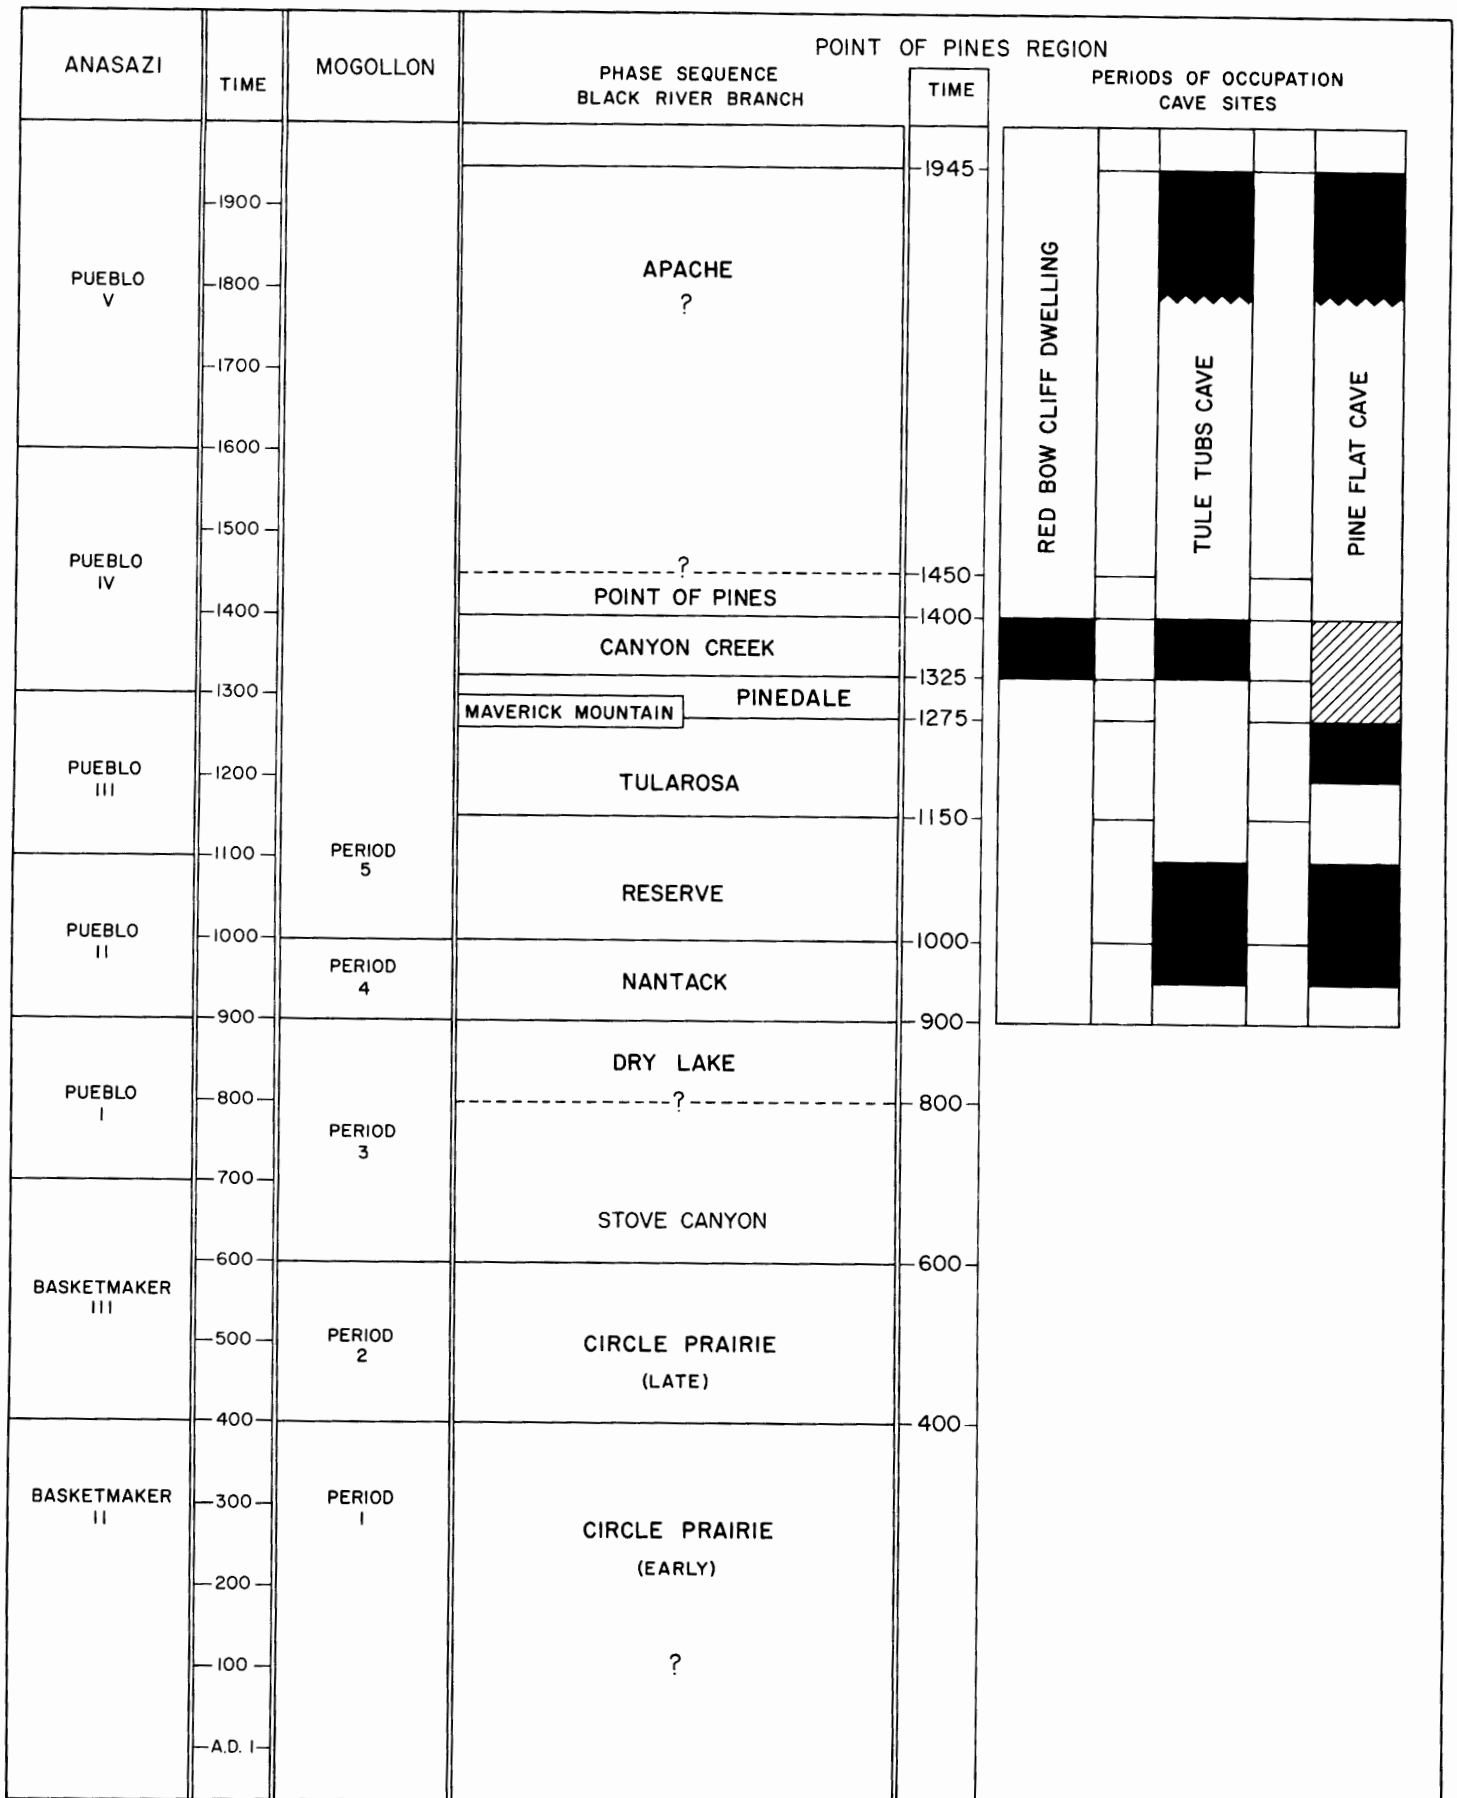 POINT OF PINES REGION
ANASAZI
TIME
MOGOLLON
PHASE SEQUENCE
BLACK RIVER BRANCH
TIME
PERIODS OF OCCUPATION
CAVE SITES
PUEBLO
V
PUEBLO
IV
PUEBLO
III
PUEBLO
II
PUEBLO
I
BASKETMAKER
III
BASKETMAKER
II
1900
1800
1700
1600
1500
1400
1300
1200
1100
1000
900
800
700
600
500
400
300
200
100
A.D. 1
PERIOD
5
PERIOD
4
PERIOD
3
PERIOD
2
PERIOD
1
APACHE
?
?
POINT OF PINES
CANYON CREEK
PINEDALE
MAVERICK MOUNTAIN
TULAROSA
RESERVE
NANTACK
DRY LAKE
?
STOVE CANYON
CIRCLE PRAIRIE
(LATE)
CIRCLE PRAIRIE
(EARLY)
?
1945
1450
1400
1325
1275
1150
1000
900
800
600
400
RED BOW CLIFF DWELLING
TULE TUBS CAVE
PINE FLAT CAVE